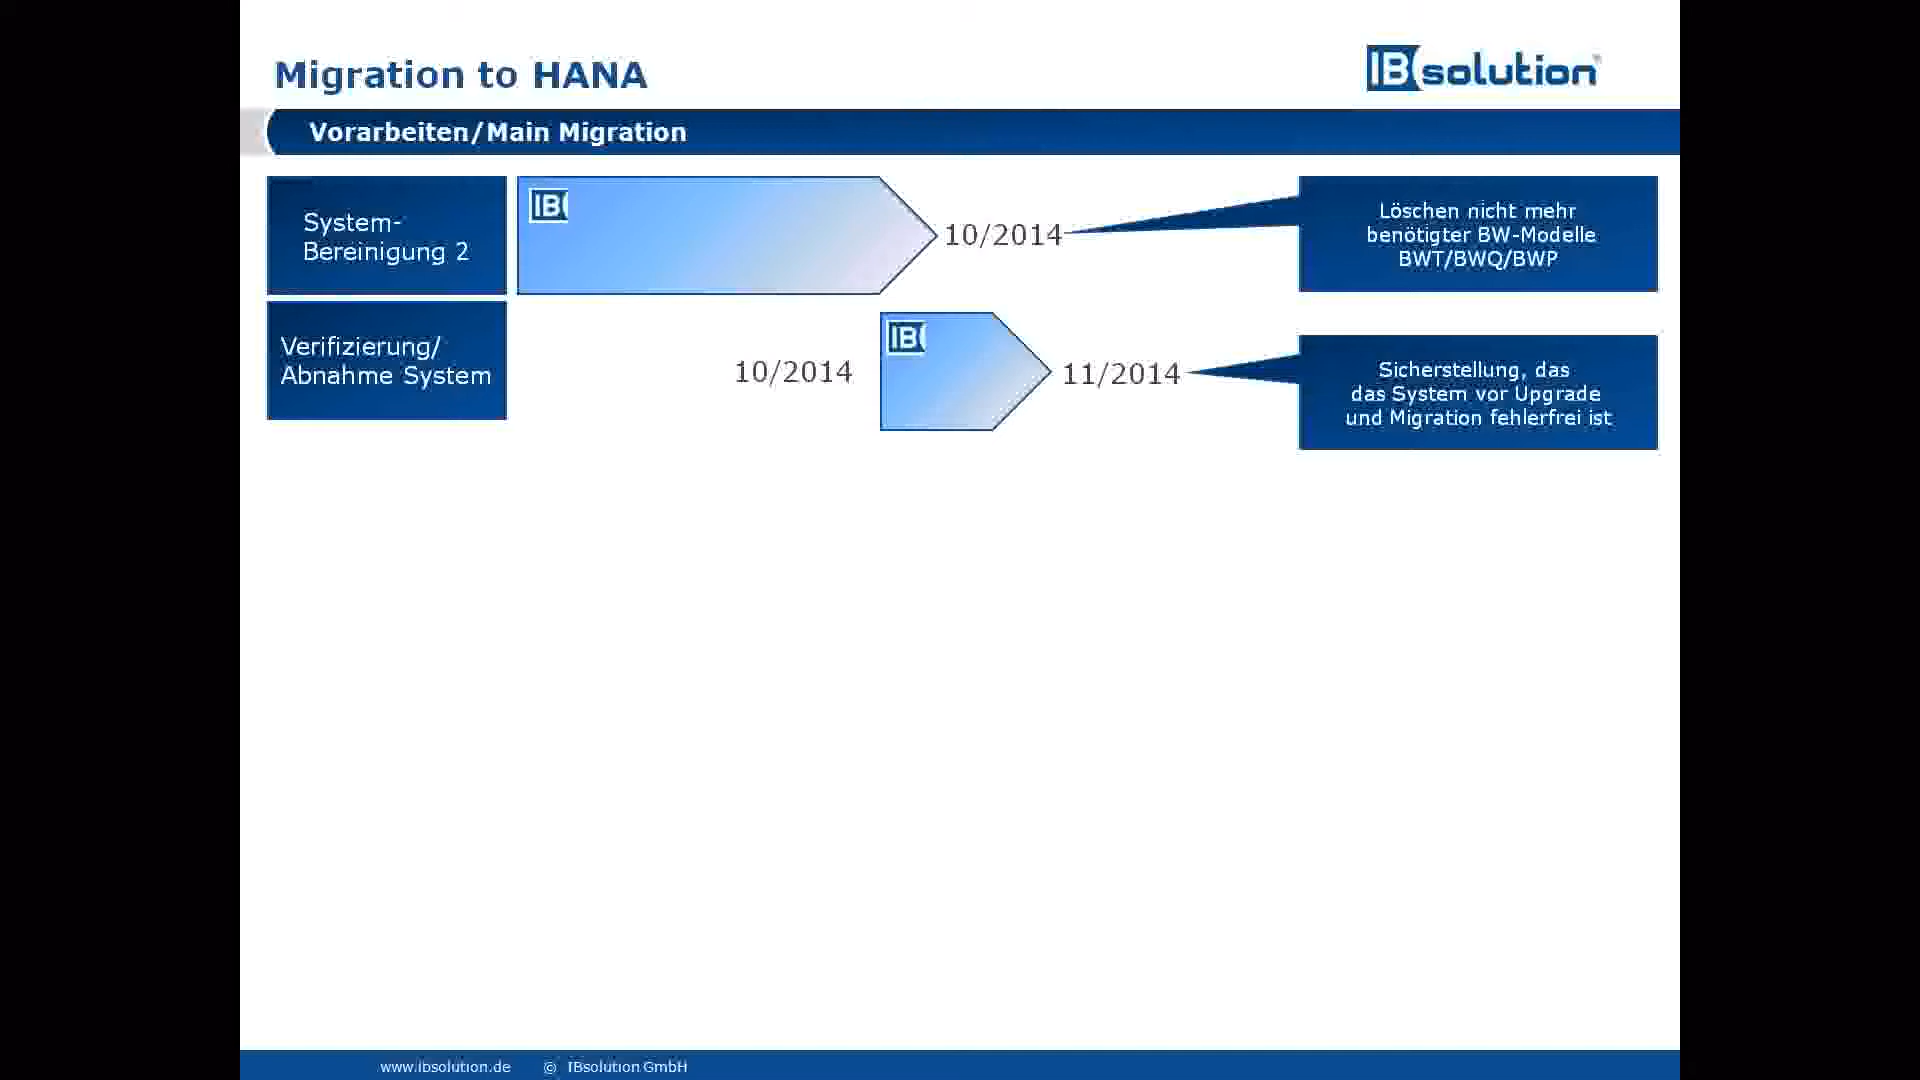 Migration to HANA
IBsolution®
Vorarbeiten/Main Migration
System-
Bereinigung 2
IB
10/2014
Löschen nicht mehr
benötigter BW-Modelle
BWT/BWQ/BWP
Verifizierung/
Abnahme System
10/2014
IB
11/2014
Sicherstellung, das
das System vor Upgrade
und Migration fehlerfrei ist
www.ibsolution.de © IBsolution GmbH